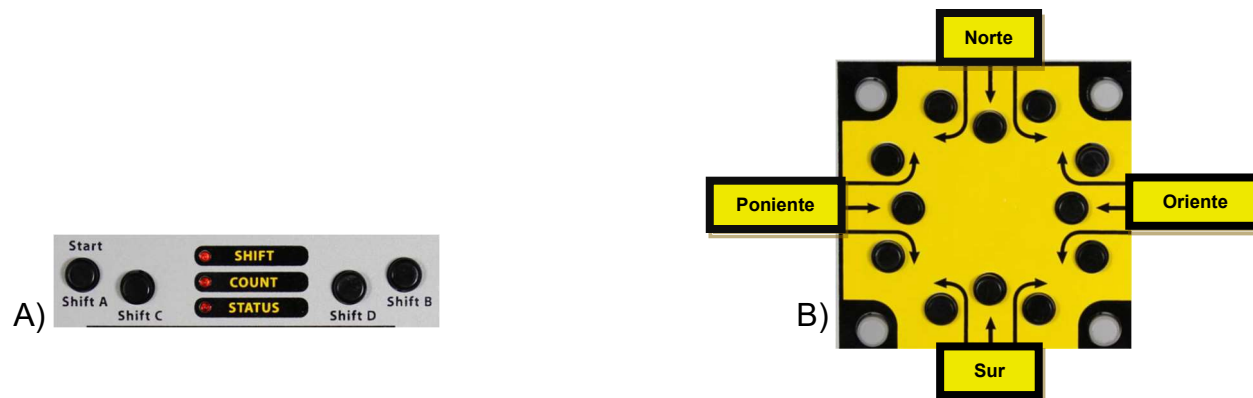 A)
Start
Shift A
Shift C
SHIFT
COUNT
STATUS
Shift D
Shift B
B)
Norte
Poniente
Oriente
Sur